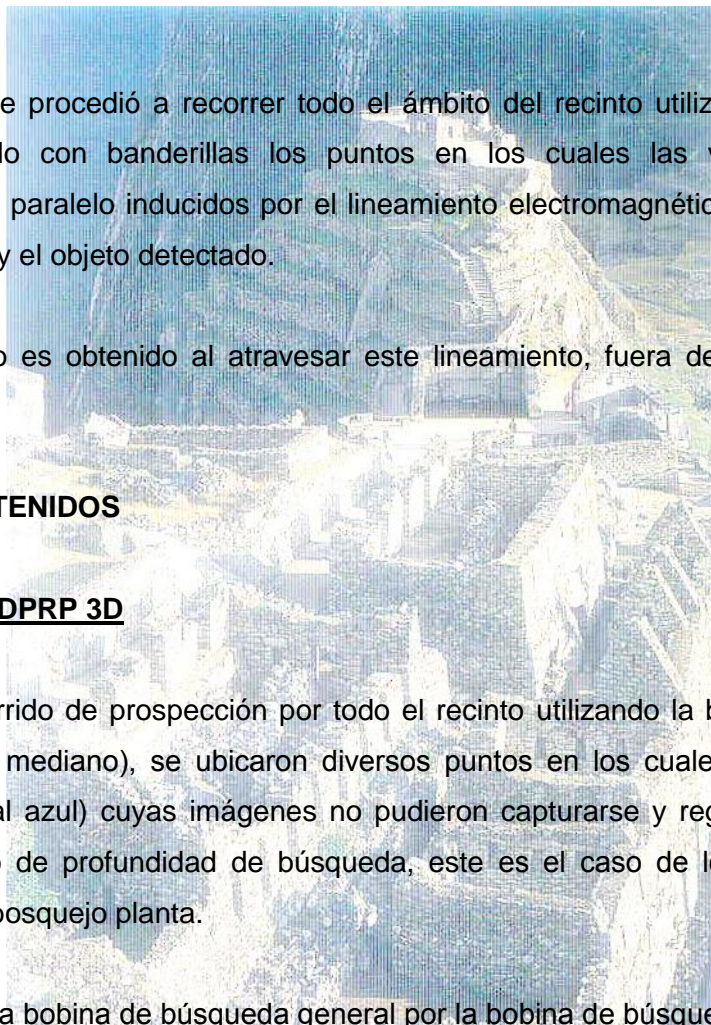 e procedió a recorrer todo el ámbito del recinto utiliz
lo con banderillas los puntos en los cuales las v
paralelo inducidos por el lineamiento electromagnétic
y el objeto detectado.
o es obtenido al atravesar este lineamiento, fuera de
TENIDOS
DPRP 3D
rrido de prospección por todo el recinto utilizando la b
mediano), se ubicaron diversos puntos en los cuale
al azul) cuyas imágenes no pudieron capturarse y reg
o de profundidad de búsqueda, este es el caso de l
bosquejo planta.
a bobina de búsqueda general por la bobina de búsque